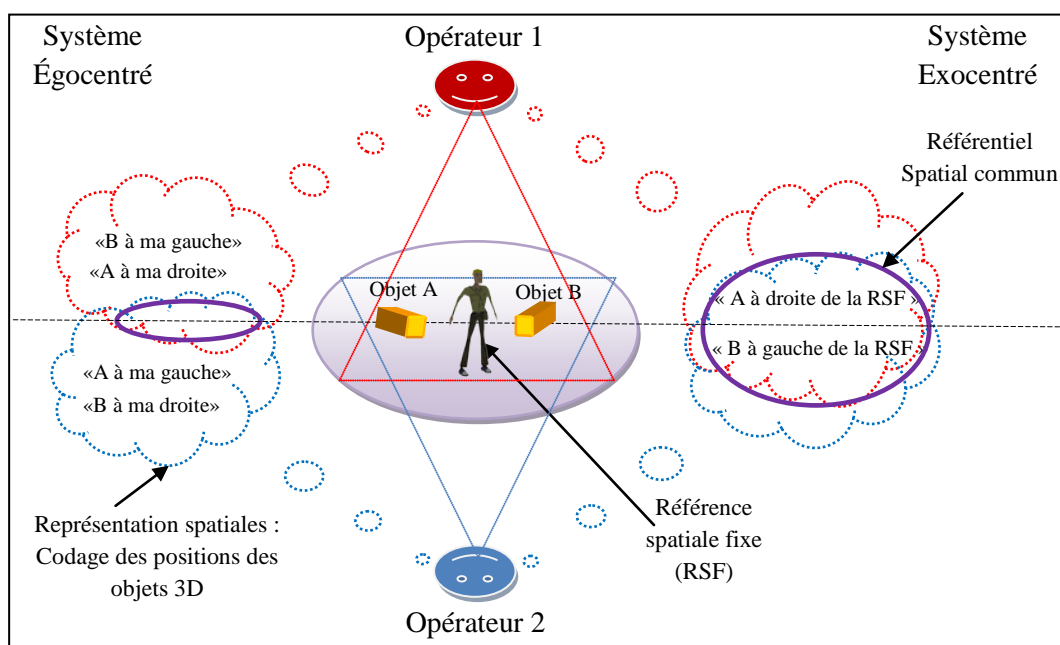 Système
Égocentré
Opérateur 1
Système
Exocentré
Référentiel
Spatial commun
«B à ma gauche»
«A à ma droite»
Objet A
Objet B
« A à droite de la RSF »
« B à gauche de la RSF »
«A à ma gauche»
«B à ma droite»
Représentation spatiales :
Codage des positions des
objets 3D
Référence
spatiale fixe
(RSF)
Opérateur 2